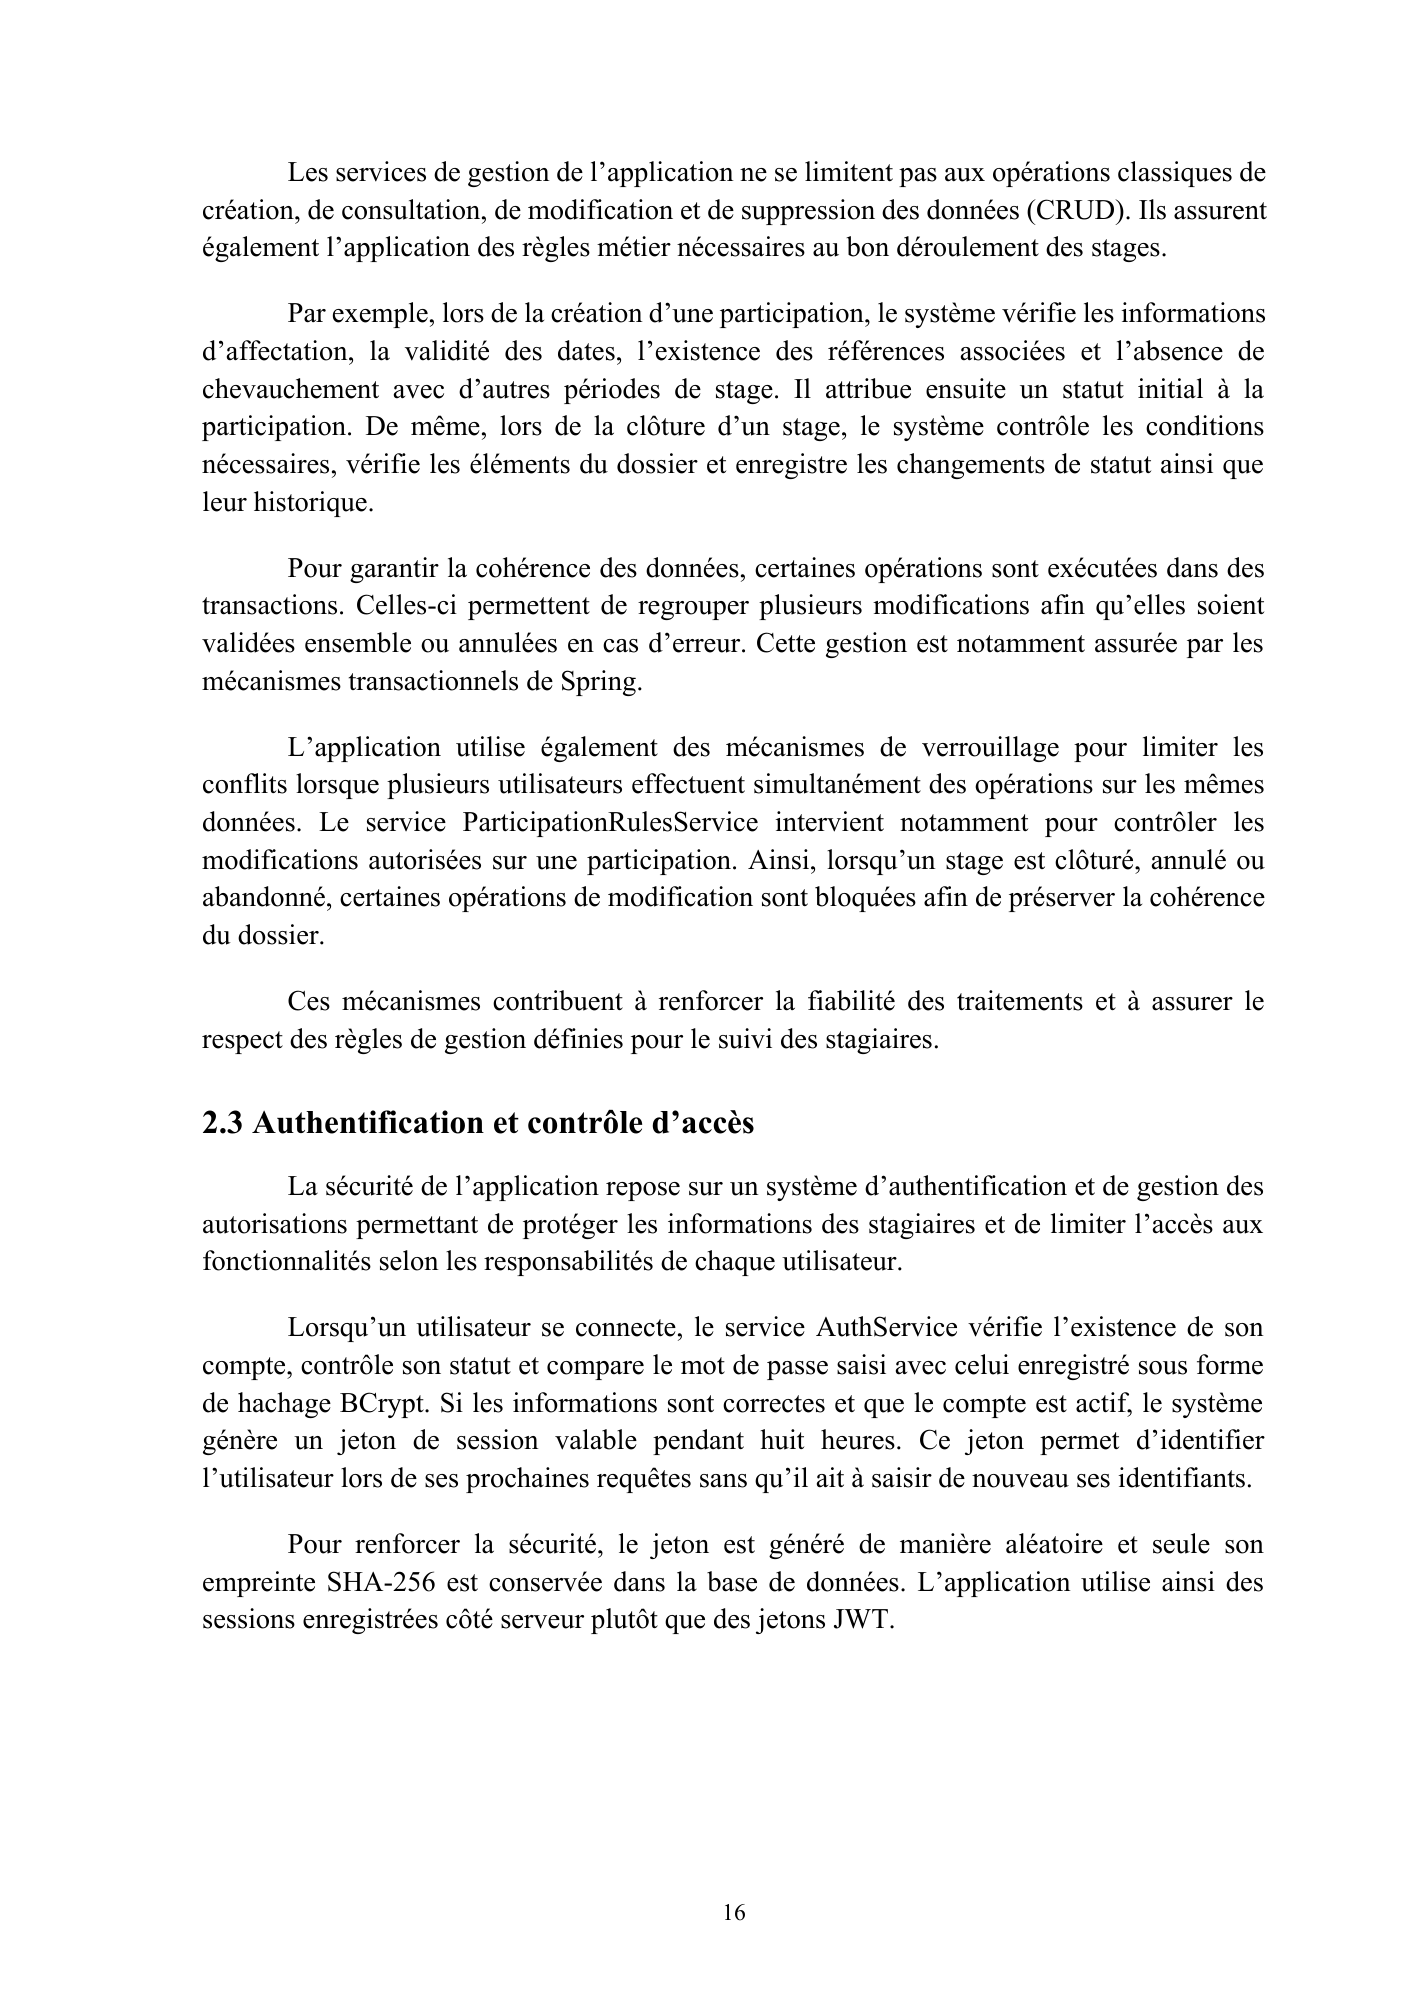 Les services de gestion de l’application ne se limitent pas aux opérations classiques de
création, de consultation, de modification et de suppression des données (CRUD). Ils assurent
également l’application des règles métier nécessaires au bon déroulement des stages.
Par exemple, lors de la création d’une participation, le système vérifie les informations
d’affectation, la validité des dates, l’existence des références associées et l’absence de
chevauchement avec d’autres périodes de stage. Il attribue ensuite un statut initial à la
participation. De même, lors de la clôture d’un stage, le système contrôle les conditions
nécessaires, vérifie les éléments du dossier et enregistre les changements de statut ainsi que
leur historique.
Pour garantir la cohérence des données, certaines opérations sont exécutées dans des
transactions. Celles-ci permettent de regrouper plusieurs modifications afin qu’elles soient
validées ensemble ou annulées en cas d’erreur. Cette gestion est notamment assurée par les
mécanismes transactionnels de Spring.
L’application utilise également des mécanismes de verrouillage pour limiter les
conflits lorsque plusieurs utilisateurs effectuent simultanément des opérations sur les mêmes
données. Le service ParticipationRulesService intervient notamment pour contrôler les
modifications autorisées sur une participation. Ainsi, lorsqu’un stage est clôturé, annulé ou
abandonné, certaines opérations de modification sont bloquées afin de préserver la cohérence
du dossier.
Ces mécanismes contribuent à renforcer la fiabilité des traitements et à assurer le
respect des règles de gestion définies pour le suivi des stagiaires.
2.3 Authentification et contrôle d’accès
La sécurité de l’application repose sur un système d’authentification et de gestion des
autorisations permettant de protéger les informations des stagiaires et de limiter l’accès aux
fonctionnalités selon les responsabilités de chaque utilisateur.
Lorsqu’un utilisateur se connecte, le service AuthService vérifie l’existence de son
compte, contrôle son statut et compare le mot de passe saisi avec celui enregistré sous forme
de hachage BCrypt. Si les informations sont correctes et que le compte est actif, le système
génère un jeton de session valable pendant huit heures. Ce jeton permet d’identifier
l’utilisateur lors de ses prochaines requêtes sans qu’il ait à saisir de nouveau ses identifiants.
Pour renforcer la sécurité, le jeton est généré de manière aléatoire et seule son
empreinte SHA-256 est conservée dans la base de données. L’application utilise ainsi des
sessions enregistrées côté serveur plutôt que des jetons JWT.
16